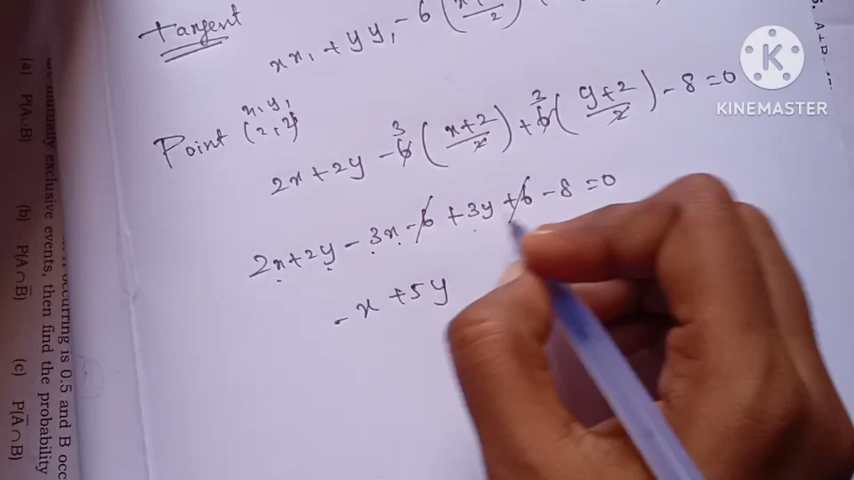 Tangent
xx₁ + yy₁ - 6 (
KINEMASTER
Point x₁ y₁ (2, 2)
2x + 2y - 6 3 (x+2/2) + 6 2 (y+2/2) - 8 = 0
2x + 2y - 3x - 6 + 3y + 6 - 8 = 0
- x + 5y
mutually exclusive events, then find the probability
occurring is 0.5 and B occ
(a) P(A∪B)
(b) P(A∩B̅)
(c) P(A̅∩B)